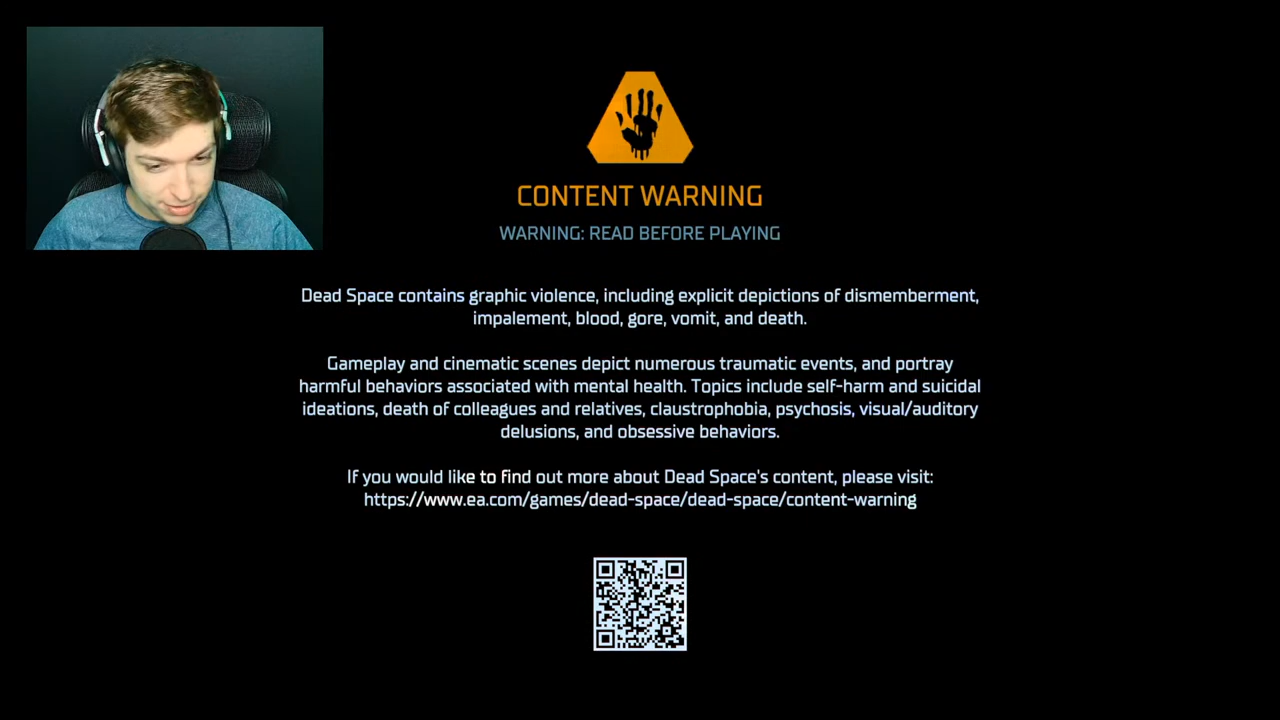 CONTENT WARNING
WARNING: READ BEFORE PLAYING
Dead Space contains graphic violence, including explicit depictions of dismemberment,
impalement, blood, gore, vomit, and death.
Gameplay and cinematic scenes depict numerous traumatic events, and portray
harmful behaviors associated with mental health. Topics include self-harm and suicidal
ideations, death of colleagues and relatives, claustrophobia, psychosis, visual/auditory
delusions, and obsessive behaviors.
If you would like to find out more about Dead Space's content, please visit:
https://www.ea.com/games/dead-space/dead-space/content-warning